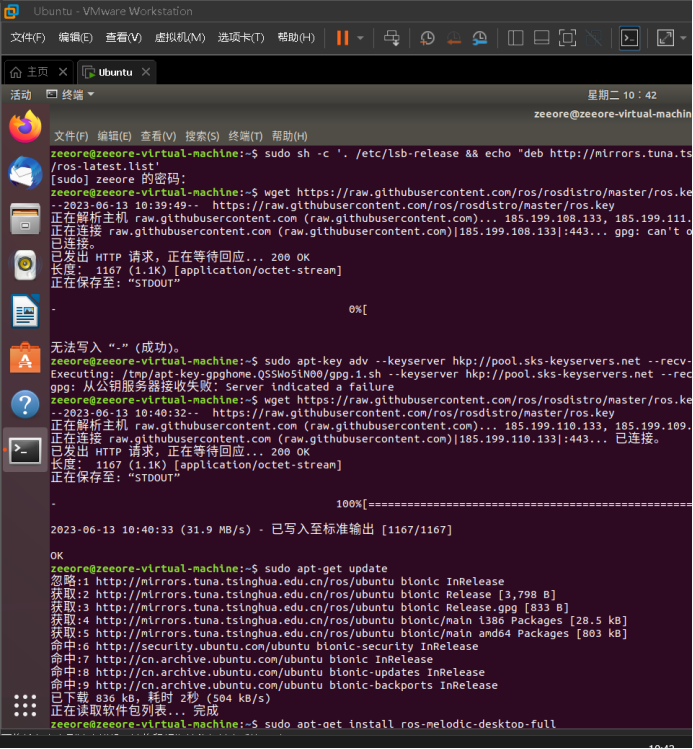 Ubuntu - VMware Workstation
文件(F) 编辑(E) 查看(V) 虚拟机(M) 选项卡(T) 帮助(H)
主页 Ubuntu
活动 终端 星期二 10：42
zeeore@zeeore-virtual-machin
文件(F) 编辑(E) 查看(V) 搜索(S) 终端(T) 帮助(H)
zeeore@zeeore-virtual-machine:~$ sudo sh -c '. /etc/lsb-release && echo "deb http://mirrors.tuna.ts
/ros-latest.list'
[sudo] zeeore 的密码：
zeeore@zeeore-virtual-machine:~$ wget https://raw.githubusercontent.com/ros/rosdistro/master/ros.ke
--2023-06-13 10:39:49-- https://raw.githubusercontent.com/ros/rosdistro/master/ros.key
正在解析主机 raw.githubusercontent.com (raw.githubusercontent.com)... 185.199.108.133, 185.199.111.
正在连接 raw.githubusercontent.com (raw.githubusercontent.com)|185.199.108.133|:443... gpg: can't o
已连接。
已发出 HTTP 请求，正在等待回应... 200 OK
长度： 1167 (1.1K) [application/octet-stream]
正在保存至: “STDOUT”
- 0%[
无法写入 “-” (成功)。
zeeore@zeeore-virtual-machine:~$ sudo apt-key adv --keyserver hkp://pool.sks-keyservers.net --recv-
Executing: /tmp/apt-key-gpghome.QSSWo5iN00/gpg.1.sh --keyserver hkp://pool.sks-keyservers.net --rec
gpg: 从公钥服务器接收失败：Server indicated a failure
zeeore@zeeore-virtual-machine:~$ wget https://raw.githubusercontent.com/ros/rosdistro/master/ros.ke
--2023-06-13 10:40:32-- https://raw.githubusercontent.com/ros/rosdistro/master/ros.key
正在解析主机 raw.githubusercontent.com (raw.githubusercontent.com)... 185.199.110.133, 185.199.109.
正在连接 raw.githubusercontent.com (raw.githubusercontent.com)|185.199.110.133|:443... 已连接。
已发出 HTTP 请求，正在等待回应... 200 OK
长度： 1167 (1.1K) [application/octet-stream]
正在保存至: “STDOUT”
- 100%[==================================================
2023-06-13 10:40:33 (31.9 MB/s) - 已写入至标准输出 [1167/1167]
OK
zeeore@zeeore-virtual-machine:~$ sudo apt-get update
忽略:1 http://mirrors.tuna.tsinghua.edu.cn/ros/ubuntu bionic InRelease
获取:2 http://mirrors.tuna.tsinghua.edu.cn/ros/ubuntu bionic Release [3,798 B]
获取:3 http://mirrors.tuna.tsinghua.edu.cn/ros/ubuntu bionic Release.gpg [833 B]
获取:4 http://mirrors.tuna.tsinghua.edu.cn/ros/ubuntu bionic/main i386 Packages [28.5 kB]
获取:5 http://mirrors.tuna.tsinghua.edu.cn/ros/ubuntu bionic/main amd64 Packages [803 kB]
命中:6 http://security.ubuntu.com/ubuntu bionic-security InRelease
命中:7 http://cn.archive.ubuntu.com/ubuntu bionic InRelease
命中:8 http://cn.archive.ubuntu.com/ubuntu bionic-updates InRelease
命中:9 http://cn.archive.ubuntu.com/ubuntu bionic-backports InRelease
已下载 836 kB，耗时 2秒 (504 kB/s)
正在读取软件包列表... 完成
zeeore@zeeore-virtual-machine:~$ sudo apt-get install ros-melodic-desktop-full